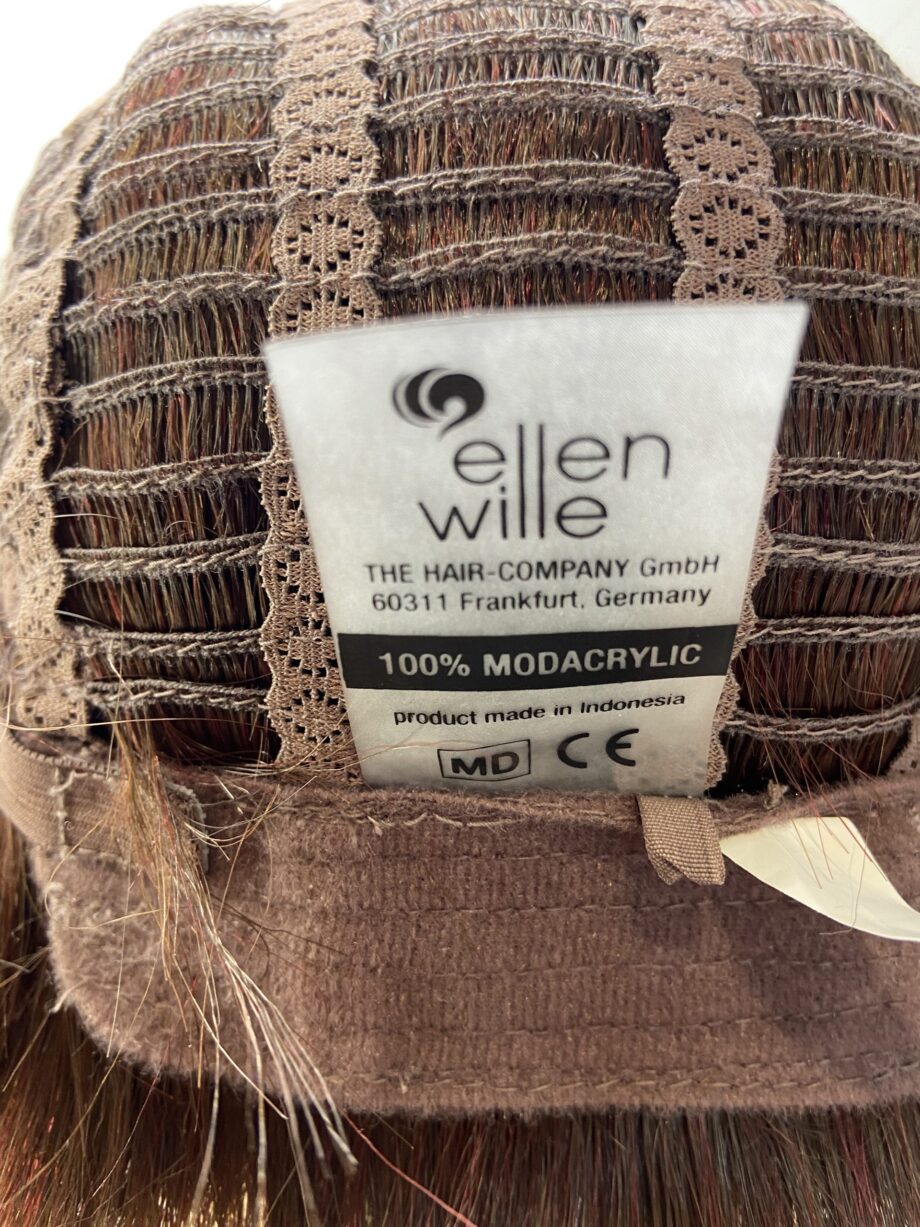 ellen
wille
THE HAIR-COMPANY GmbH
60311 Frankfurt, Germany
100% MODACRYLIC
product made in Indonesia
MD CE